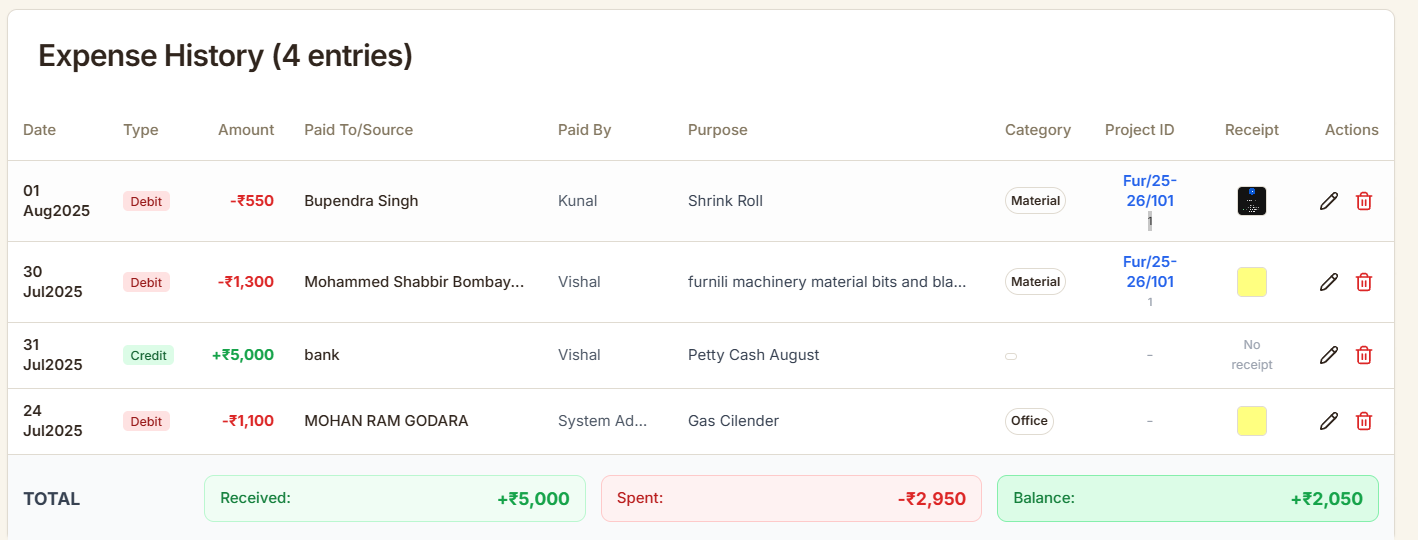 Expense History (4 entries)
Date Type Amount Paid To/Source Paid By Purpose Category Project ID Receipt Actions
01
Aug2025
Debit
-₹550
Bupendra Singh
Kunal
Shrink Roll
Material
Fur/25-
26/101
1
30
Jul2025
Debit
-₹1,300
Mohammed Shabbir Bombay...
Vishal
furnili machinery material bits and bla...
Material
Fur/25-
26/101
1
31
Jul2025
Credit
+₹5,000
bank
Vishal
Petty Cash August
-
No
receipt
24
Jul2025
Debit
-₹1,100
MOHAN RAM GODARA
System Ad...
Gas Cilender
Office
-
TOTAL
Received: +₹5,000
Spent: -₹2,950
Balance: +₹2,050